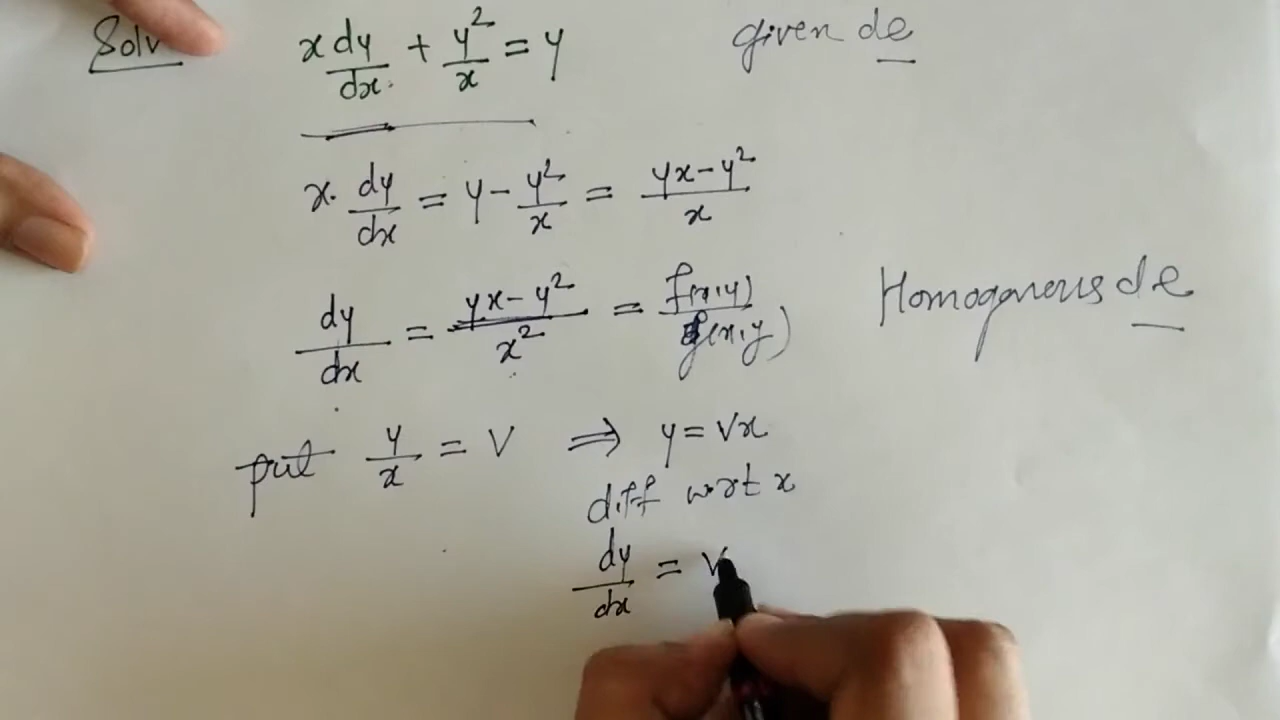 Solv x dy/dx + y²/x = y given de
x. dy/dx = y - y²/x = yx - y²/x
dy/dx = yx - y²/x² = f(x,y)/g(x,y) Homogeneous de
put y/x = V ⇒ y = Vx
diff w.r.t x
dy/dx = V